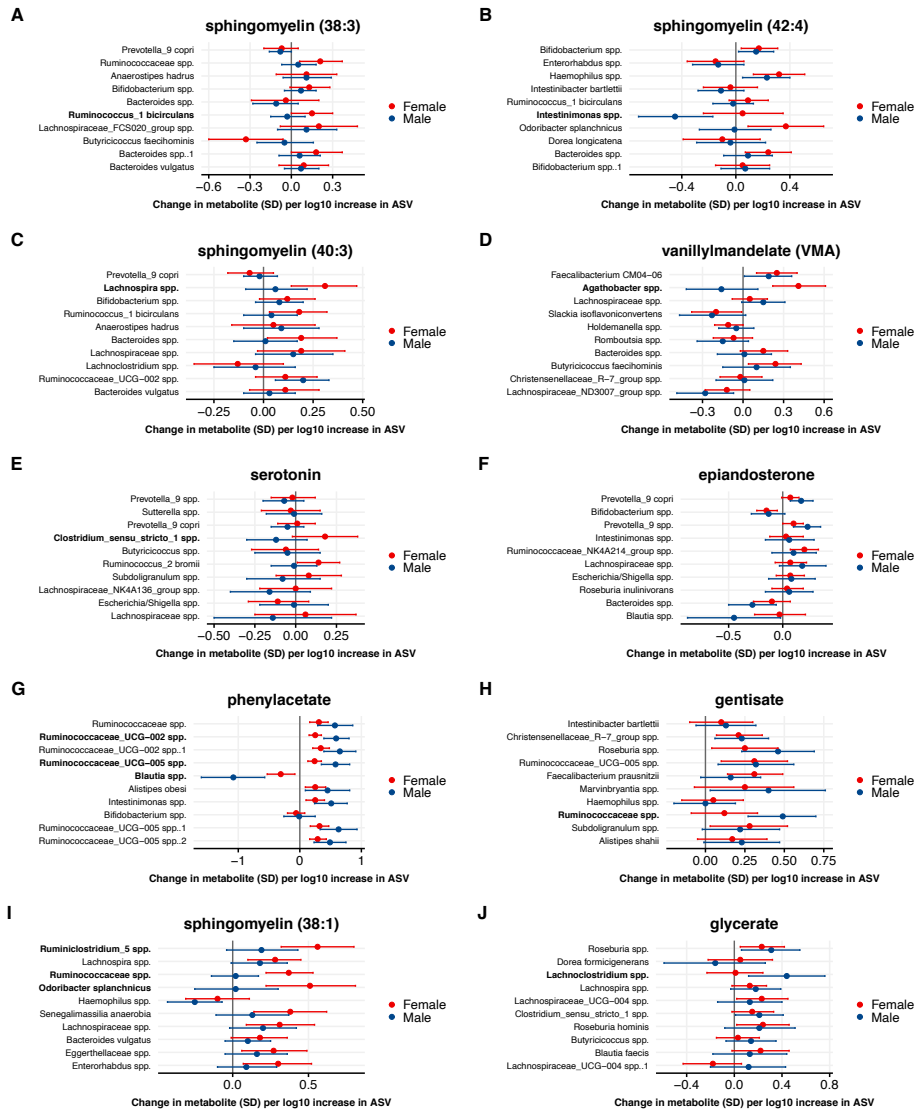 A
sphingomyelin (38:3)
Prevotella_9 copri
Ruminococcaceae spp.
Anaerostipes hadrus
Bifidobacterium spp.
Bacteroides spp.
Ruminococcus_1 bicirculans
Lachnospiraceae_FCS020_group spp.
Butyricicoccus faecihominis
Bacteroides spp..1
Bacteroides vulgatus
−0.6 −0.3 0.0 0.3
Change in metabolite (SD) per log10 increase in ASV
Female
Male
B
sphingomyelin (42:4)
Bifidobacterium spp.
Enterorhabdus spp.
Haemophilus spp.
Intestinibacter bartlettii
Ruminococcus_1 bicirculans
Intestinimonas spp.
Odoribacter splanchnicus
Dorea longicatena
Bacteroides spp.
Bifidobacterium spp..1
−0.4 0.0 0.4
Change in metabolite (SD) per log10 increase in ASV
Female
Male
C
sphingomyelin (40:3)
Prevotella_9 copri
Lachnospira spp.
Bifidobacterium spp.
Ruminococcus_1 bicirculans
Anaerostipes hadrus
Bacteroides spp.
Lachnospiraceae spp.
Lachnoclostridium spp.
Ruminococcaceae_UCG−002 spp.
Bacteroides vulgatus
−0.25 0.00 0.25 0.50
Change in metabolite (SD) per log10 increase in ASV
Female
Male
D
vanillylmandelate (VMA)
Faecalibacterium CM04−06
Agathobacter spp.
Lachnospiraceae spp.
Slackia isoflavoniconvertens
Holdemanella spp.
Romboutsia spp.
Bacteroides spp.
Butyricicoccus faecihominis
Christensenellaceae_R−7_group spp.
Lachnospiraceae_ND3007_group spp.
−0.3 0.0 0.3 0.6
Change in metabolite (SD) per log10 increase in ASV
Female
Male
E
serotonin
Prevotella_9 spp.
Sutterella spp.
Prevotella_9 copri
Clostridium_sensu_stricto_1 spp.
Butyricicoccus spp.
Ruminococcus_2 bromii
Subdoligranulum spp.
Lachnospiraceae_NK4A136_group spp.
Escherichia/Shigella spp.
Lachnospiraceae spp.
−0.50 −0.25 0.00 0.25
Change in metabolite (SD) per log10 increase in ASV
Female
Male
F
epiandosterone
Prevotella_9 copri
Bifidobacterium spp.
Prevotella_9 spp.
Intestinimonas spp.
Ruminococcaceae_NK4A214_group spp.
Lachnospiraceae spp.
Escherichia/Shigella spp.
Roseburia inulinivorans
Bacteroides spp.
Blautia spp.
−0.5 0.0
Change in metabolite (SD) per log10 increase in ASV
Female
Male
G
phenylacetate
Ruminococcaceae spp.
Ruminococcaceae_UCG−002 spp.
Ruminococcaceae_UCG−002 spp..1
Ruminococcaceae_UCG−005 spp.
Blautia spp.
Alistipes obesi
Intestinimonas spp.
Bifidobacterium spp.
Ruminococcaceae_UCG−005 spp..1
Ruminococcaceae_UCG−005 spp..2
−1 0 1
Change in metabolite (SD) per log10 increase in ASV
Female
Male
H
gentisate
Intestinibacter bartlettii
Christensenellaceae_R−7_group spp.
Roseburia spp.
Ruminococcaceae_UCG−005 spp.
Faecalibacterium prausnitzii
Marvinbryantia spp.
Haemophilus spp.
Ruminococcaceae spp.
Subdoligranulum spp.
Alistipes shahii
0.00 0.25 0.50 0.75
Change in metabolite (SD) per log10 increase in ASV
Female
Male
I
sphingomyelin (38:1)
Ruminiclostridium_5 spp.
Lachnospira spp.
Ruminococcaceae spp.
Odoribacter splanchnicus
Haemophilus spp.
Senegalimassilia anaerobia
Lachnospiraceae spp.
Bacteroides vulgatus
Eggerthellaceae spp.
Enterorhabdus spp.
0.0 0.5
Change in metabolite (SD) per log10 increase in ASV
Female
Male
J
glycerate
Roseburia spp.
Dorea formicigenerans
Lachnoclostridium spp.
Lachnospira spp.
Lachnospiraceae_UCG−004 spp.
Clostridium_sensu_stricto_1 spp.
Roseburia hominis
Butyricicoccus spp.
Blautia faecis
Lachnospiraceae_UCG−004 spp..1
−0.4 0.0 0.4 0.8
Change in metabolite (SD) per log10 increase in ASV
Female
Male